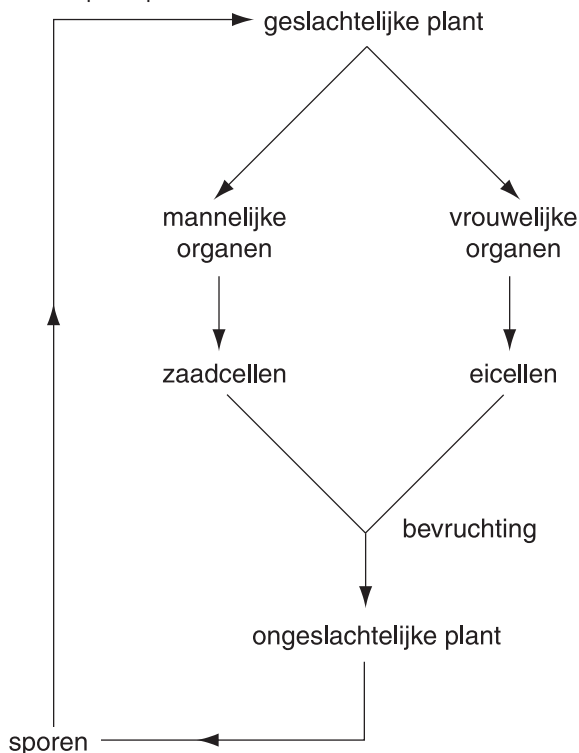 geslachtelijke plant
mannelijke
organen
vrouwelijke
organen
zaadcellen
eicellen
bevruchting
ongeslachtelijke plant
sporen